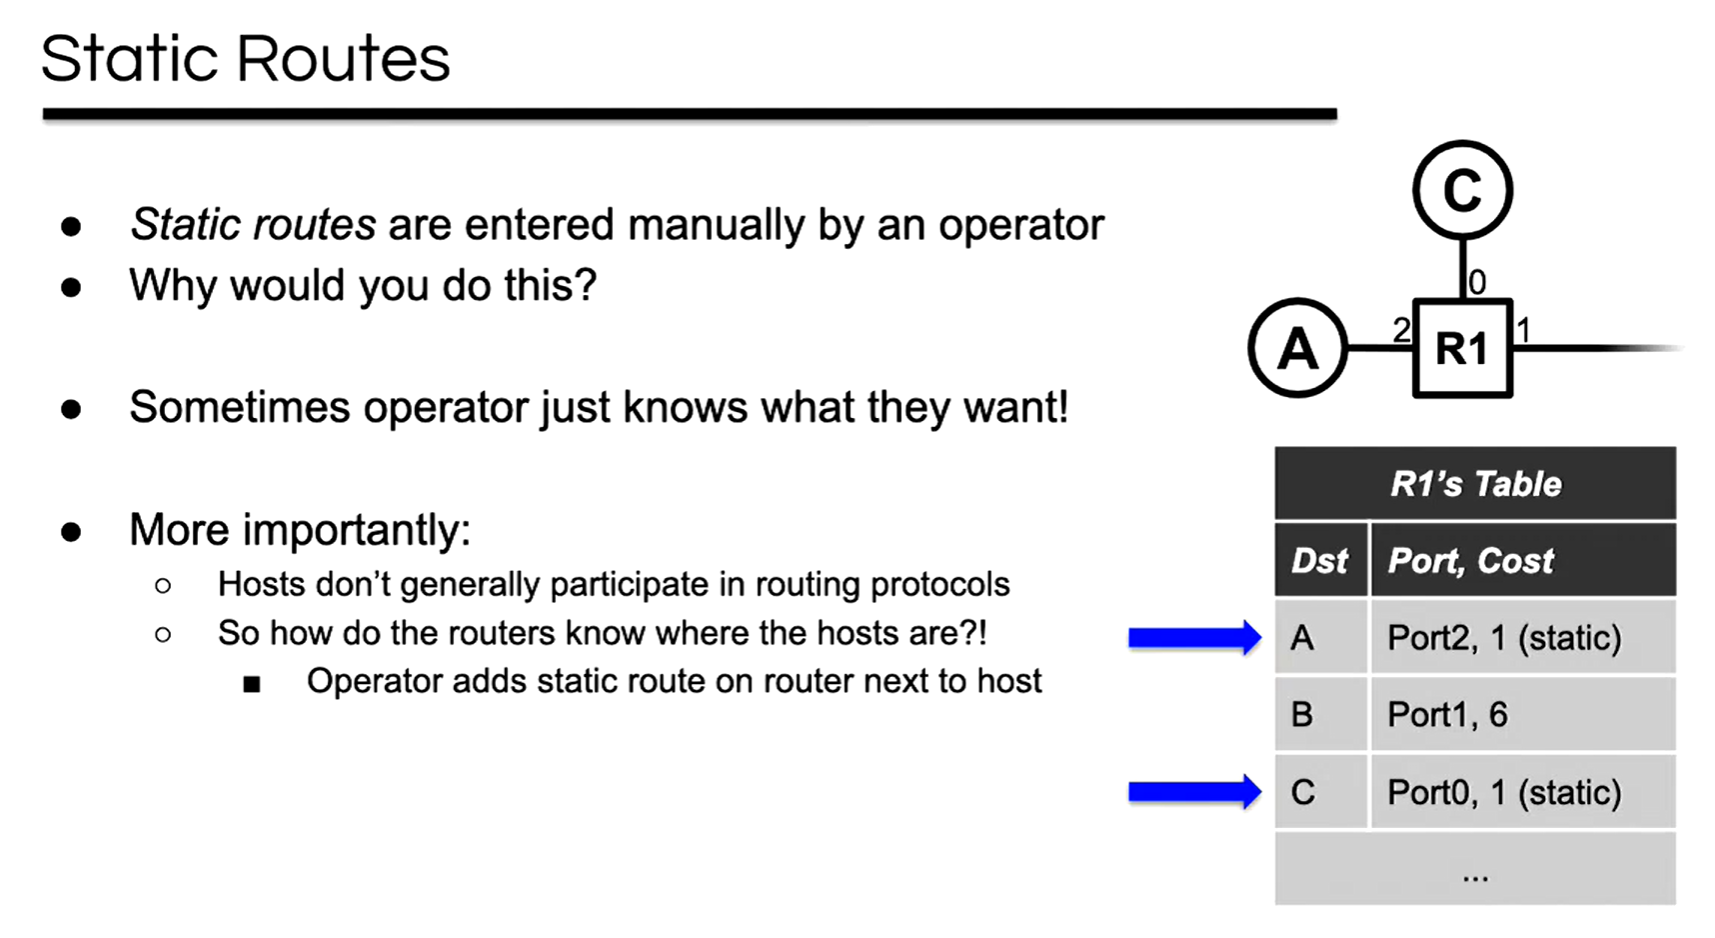 Static Routes
● Static routes are entered manually by an operator
● Why would you do this?
● Sometimes operator just knows what they want!
● More importantly:
○ Hosts don't generally participate in routing protocols
○ So how do the routers know where the hosts are?!
■ Operator adds static route on router next to host
C
0
A
2
R1
1
R1's Table
Dst Port, Cost
A Port2, 1 (static)
B Port1, 6
C Port0, 1 (static)
...